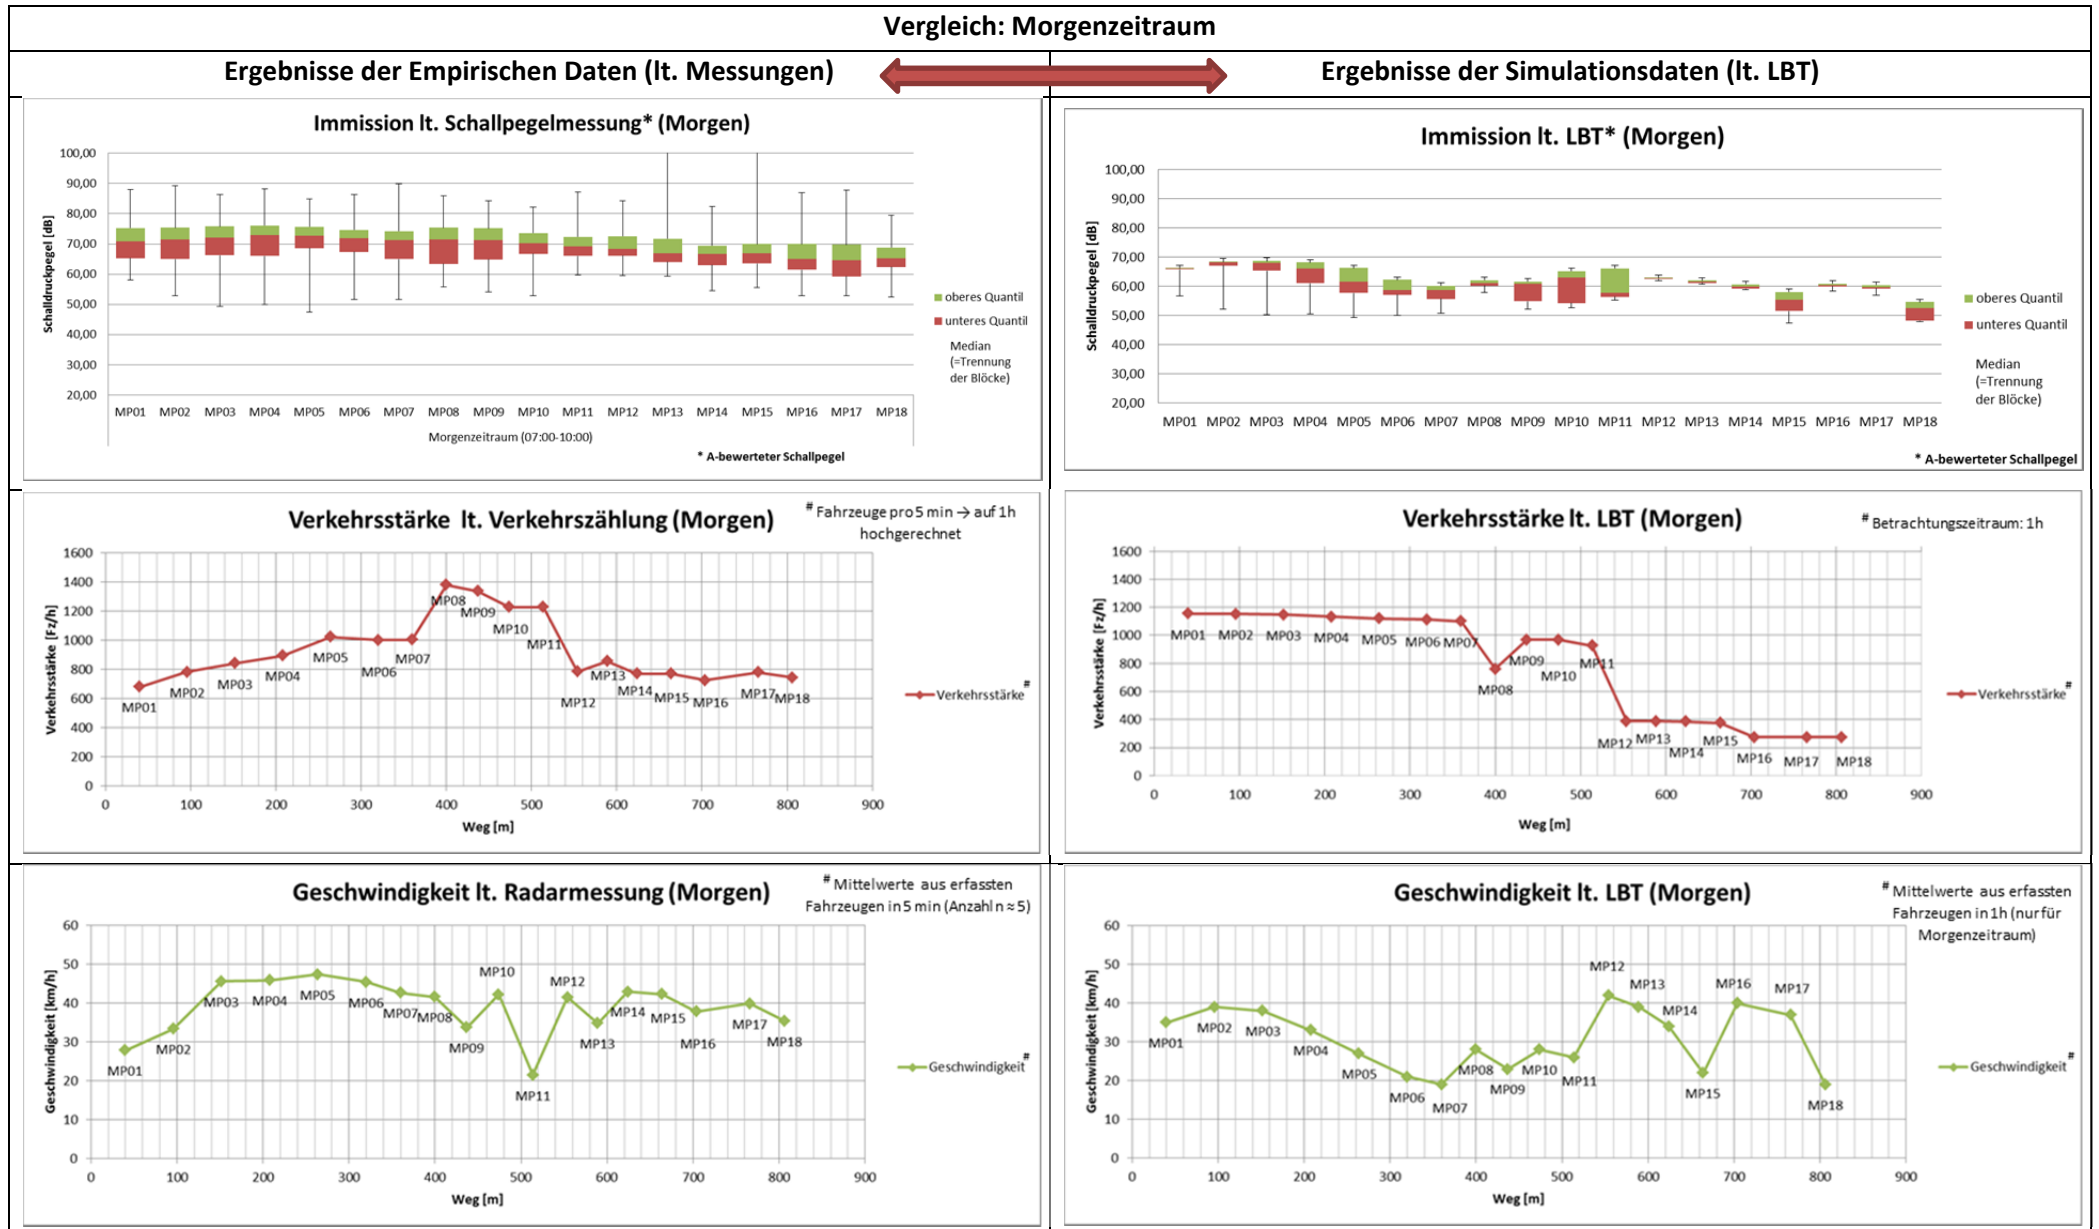 Vergleich: Morgenzeitraum
Ergebnisse der Empirischen Daten (lt. Messungen)
Ergebnisse der Simulationsdaten (lt. LBT)
Immission lt. Schallpegelmessung* (Morgen)
Schalldruckpegel [dB]
100,00
90,00
80,00
70,00
60,00
50,00
40,00
30,00
20,00
MP01 MP02 MP03 MP04 MP05 MP06 MP07 MP08 MP09 MP10 MP11 MP12 MP13 MP14 MP15 MP16 MP17 MP18
Morgenzeitraum (07:00-10:00)
oberes Quantil
unteres Quantil
Median
(=Trennung
der Blöcke)
* A-bewerteter Schallpegel
Immission lt. LBT* (Morgen)
Schalldruckpegel [dB]
100,00
90,00
80,00
70,00
60,00
50,00
40,00
30,00
20,00
MP01 MP02 MP03 MP04 MP05 MP06 MP07 MP08 MP09 MP10 MP11 MP12 MP13 MP14 MP15 MP16 MP17 MP18
oberes Quantil
unteres Quantil
Median
(=Trennung
der Blöcke)
* A-bewerteter Schallpegel
Verkehrsstärke lt. Verkehrszählung (Morgen)
# Fahrzeuge pro 5 min → auf 1h
hochgerechnet
Verkehrsstärke [Fz/h]
1600
1400
1200
1000
800
600
400
200
0
MP01 MP02 MP03 MP04 MP05 MP06 MP07 MP08 MP09 MP10 MP11 MP12 MP13 MP14 MP15 MP16 MP17 MP18
0 100 200 300 400 500 600 700 800 900
Weg [m]
Verkehrsstärke#
Verkehrsstärke lt. LBT (Morgen)
# Betrachtungszeitraum: 1h
Verkehrsstärke [Fz/h]
1600
1400
1200
1000
800
600
400
200
0
MP01 MP02 MP03 MP04 MP05 MP06 MP07 MP08 MP09 MP10 MP11 MP12 MP13 MP14 MP15 MP16 MP17 MP18
0 100 200 300 400 500 600 700 800 900
Weg [m]
Verkehrsstärke#
Geschwindigkeit lt. Radarmessung (Morgen)
# Mittelwerte aus erfassten
Fahrzeugen in 5 min (Anzahl n ≈ 5)
Geschwindigkeit [km/h]
60
50
40
30
20
10
0
MP01 MP02 MP03 MP04 MP05 MP06 MP07 MP08 MP09 MP10 MP11 MP12 MP13 MP14 MP15 MP16 MP17 MP18
0 100 200 300 400 500 600 700 800 900
Weg [m]
Geschwindigkeit#
Geschwindigkeit lt. LBT (Morgen)
# Mittelwerte aus erfassten
Fahrzeugen in 1h (nur für
Morgenzeitraum)
Geschwindigkeit [km/h]
60
50
40
30
20
10
0
MP01 MP02 MP03 MP04 MP05 MP06 MP07 MP08 MP09 MP10 MP11 MP12 MP13 MP14 MP15 MP16 MP17 MP18
0 100 200 300 400 500 600 700 800 900
Weg [m]
Geschwindigkeit#